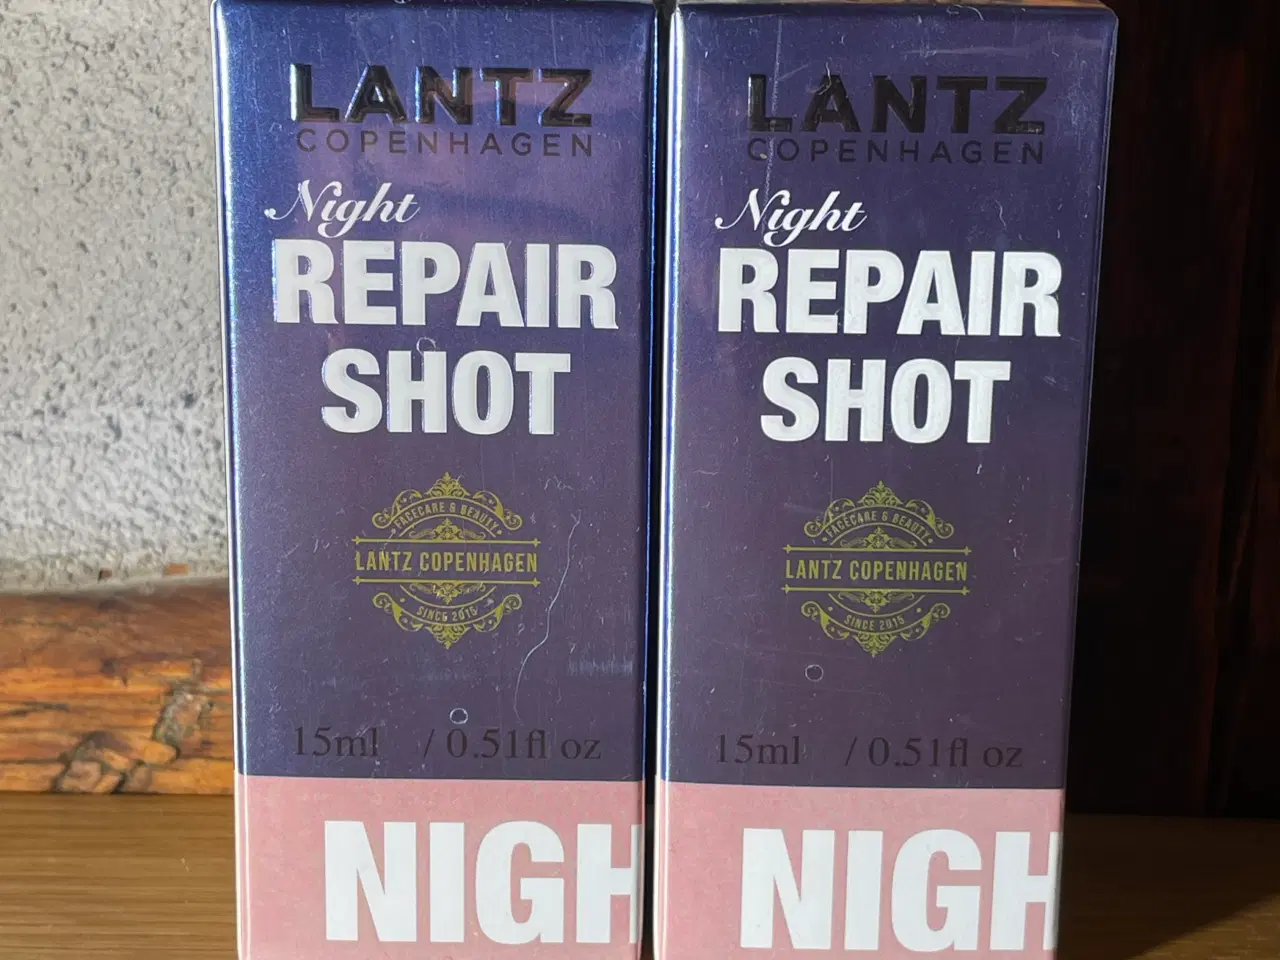 LANTZ
COPENHAGEN
Night
REPAIR
SHOT
FACECARE & BEAUTY
LANTZ COPENHAGEN
SINCE 2015
15ml / 0.51fl oz
NIGH
LANTZ
COPENHAGEN
Night
REPAIR
SHOT
FACECARE & BEAUTY
LANTZ COPENHAGEN
SINCE 2015
15ml / 0.51fl oz
NIGH